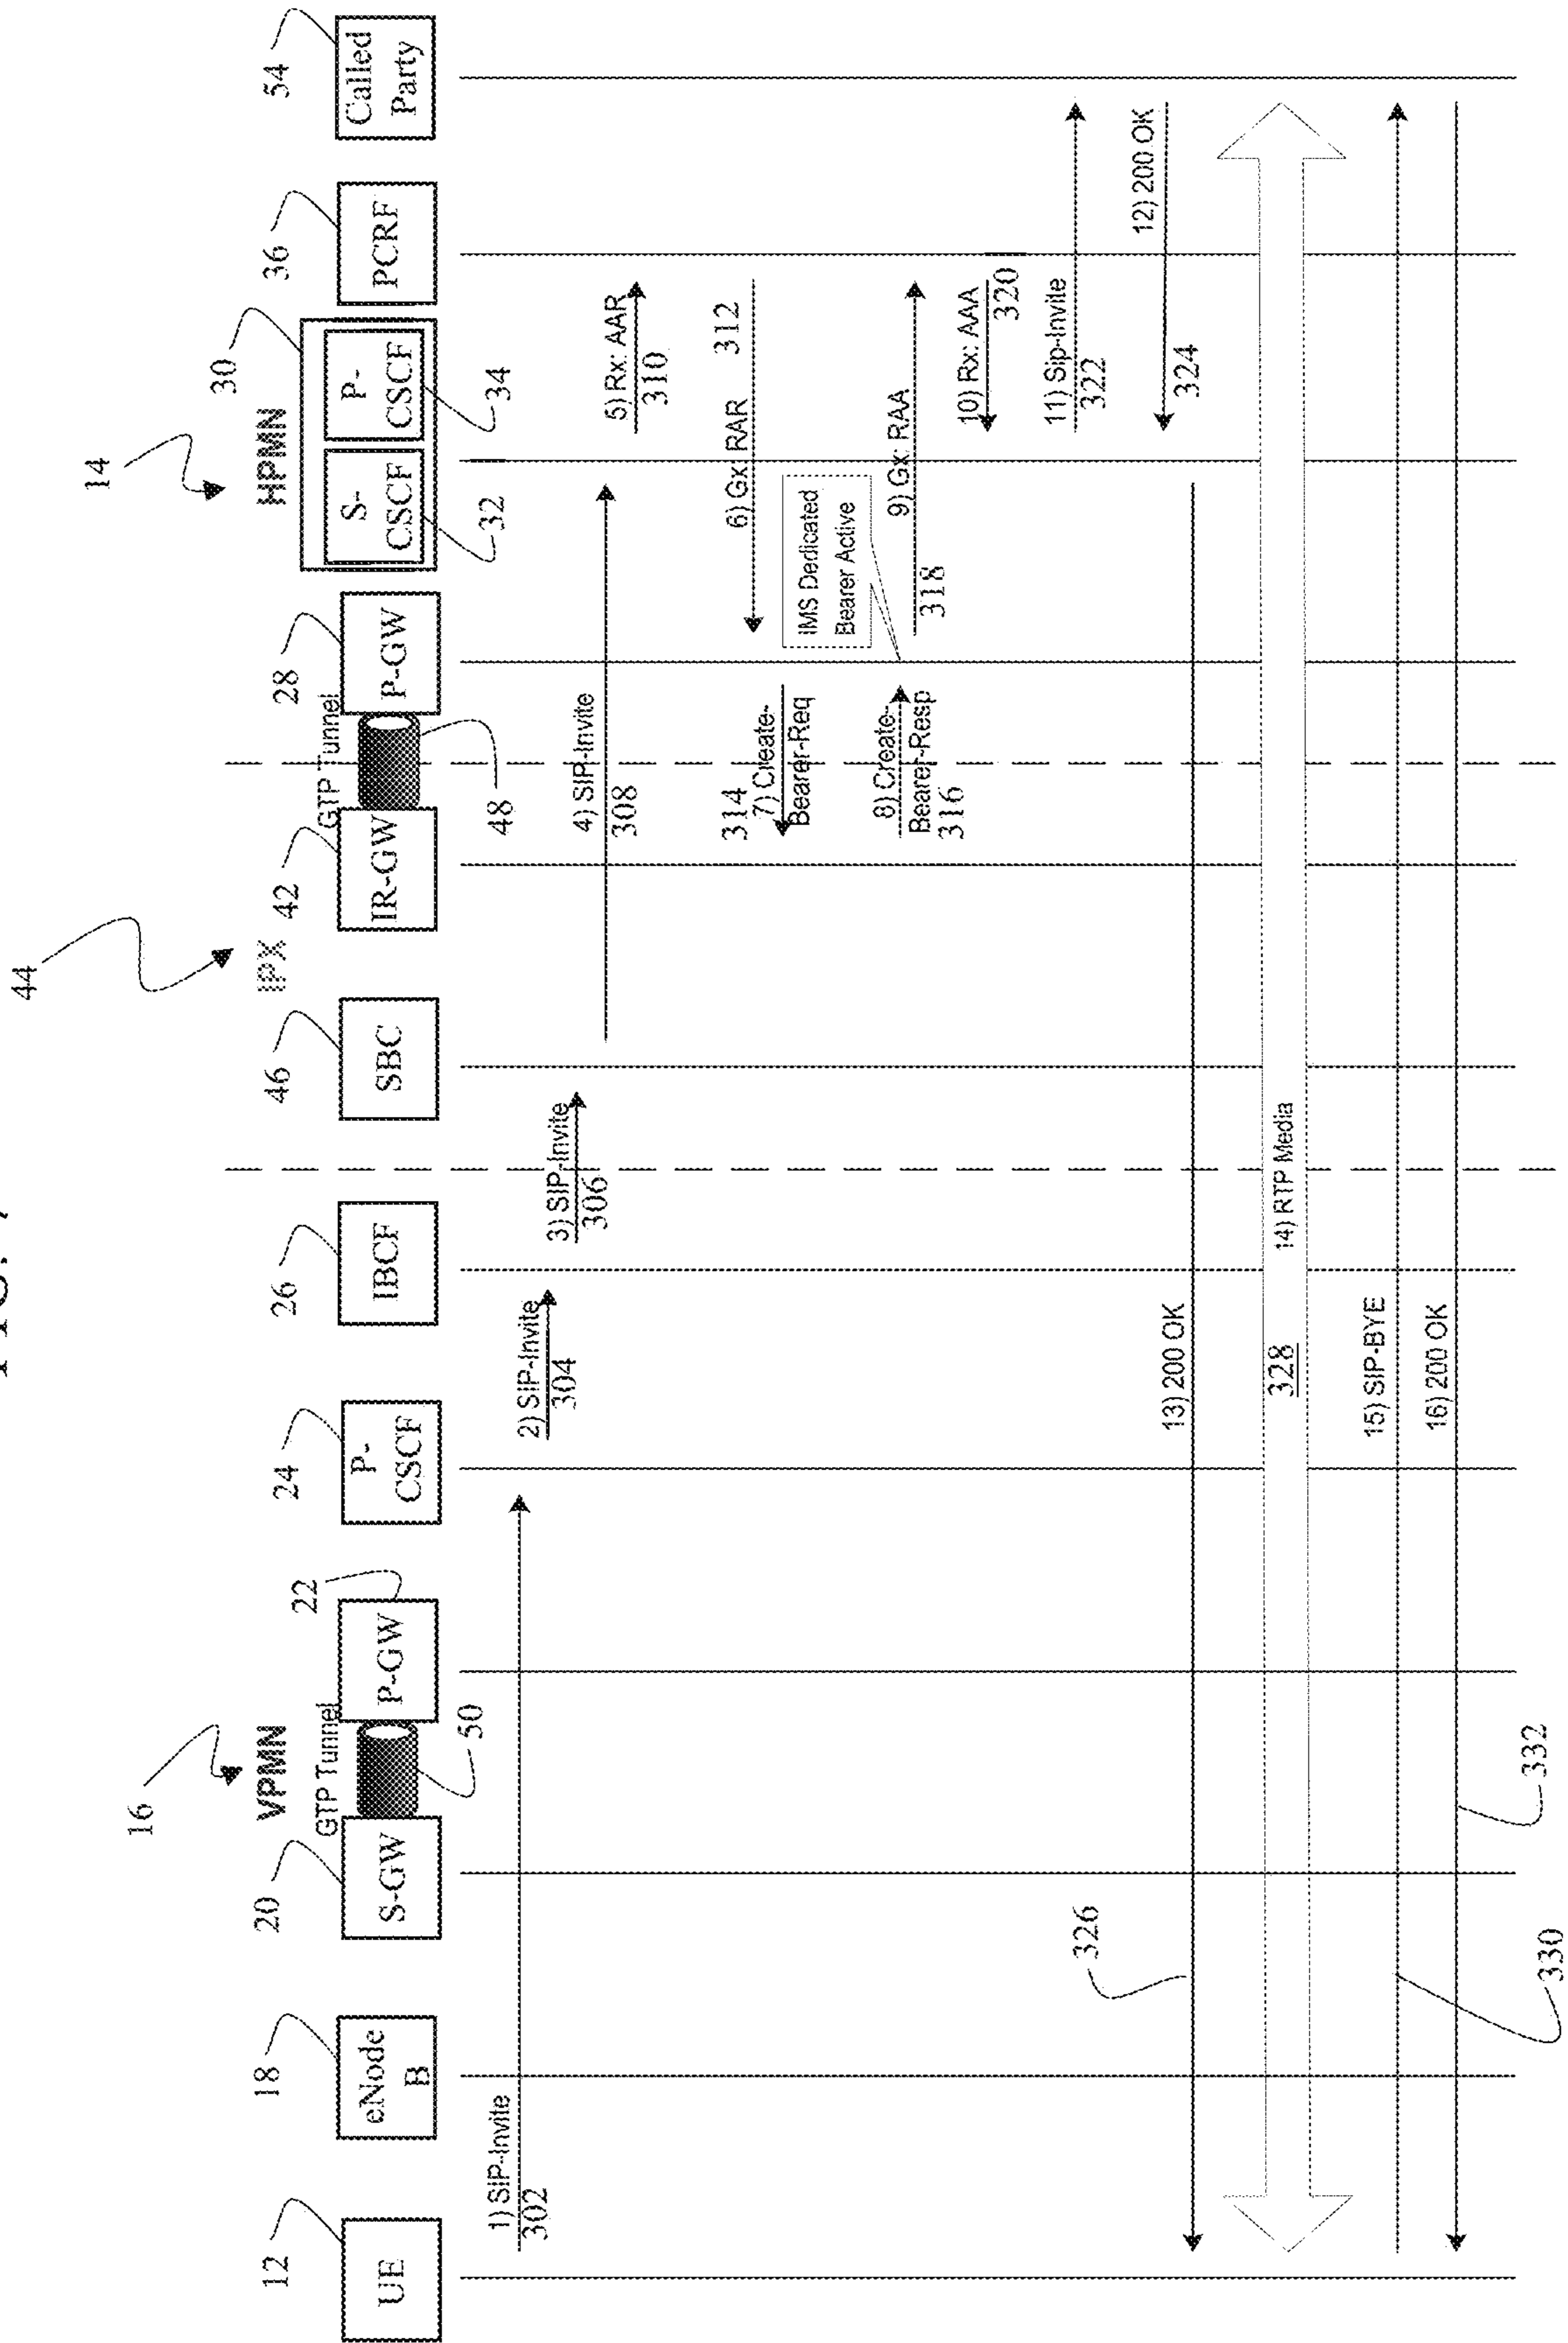 44
16
14
VPMN
IPX
HPMN
12
18
20
GTP Tunnel
22
24
26
46
42
GTP Tunnel
28
30
36
54
UE
eNode
B
S-GW
P-GW
P-
CSCF
IBCF
SBC
IR-GW
P-GW
S-
CSCF
P-
CSCF
PCRF
Called
Party
50
48
32
34
1) SIP-Invite
302
2) SIP-Invite
304
3) SIP-Invite
306
4) SIP-Invite
308
5) Rx: AAR
310
6) Gx: RAR
312
314
7) Create-
Bearer-Req
IMS Dedicated
Bearer Active
8) Create-
Bearer-Resp
316
9) Gx: RAA
318
10) Rx: AAA
320
11) Sip-Invite
322
12) 200 OK
324
13) 200 OK
326
14) RTP Media
328
15) SIP-BYE
330
16) 200 OK
332